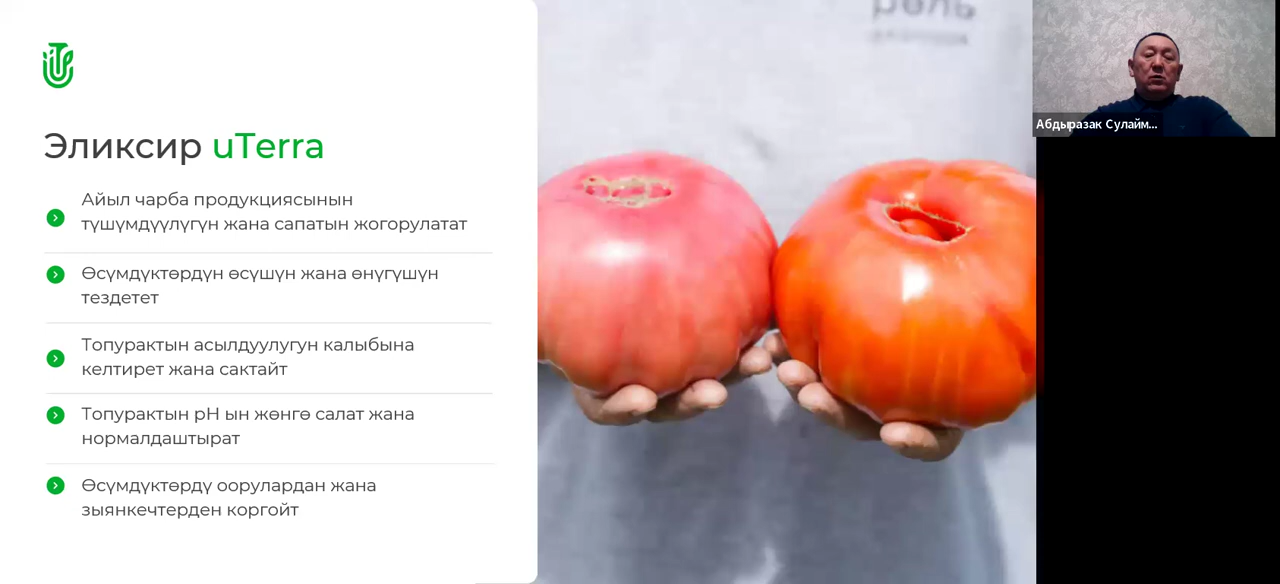 Эликсир uTerra
Айыл чарба продукциясынын
түшүмдүүлүгүн жана сапатын жогорулатат
Өсүмдүктөрдүн өсүшүн жана өнүгүшүн
тездетет
Топурактын асылдуулугун калыбына
келтирет жана сактайт
Топурактын pH ын жөнгө салат жана
нормалдаштырат
Өсүмдүктөрдү оорулардан жана
зыянкечтерден коргойт
Абдыразак Сулайм...